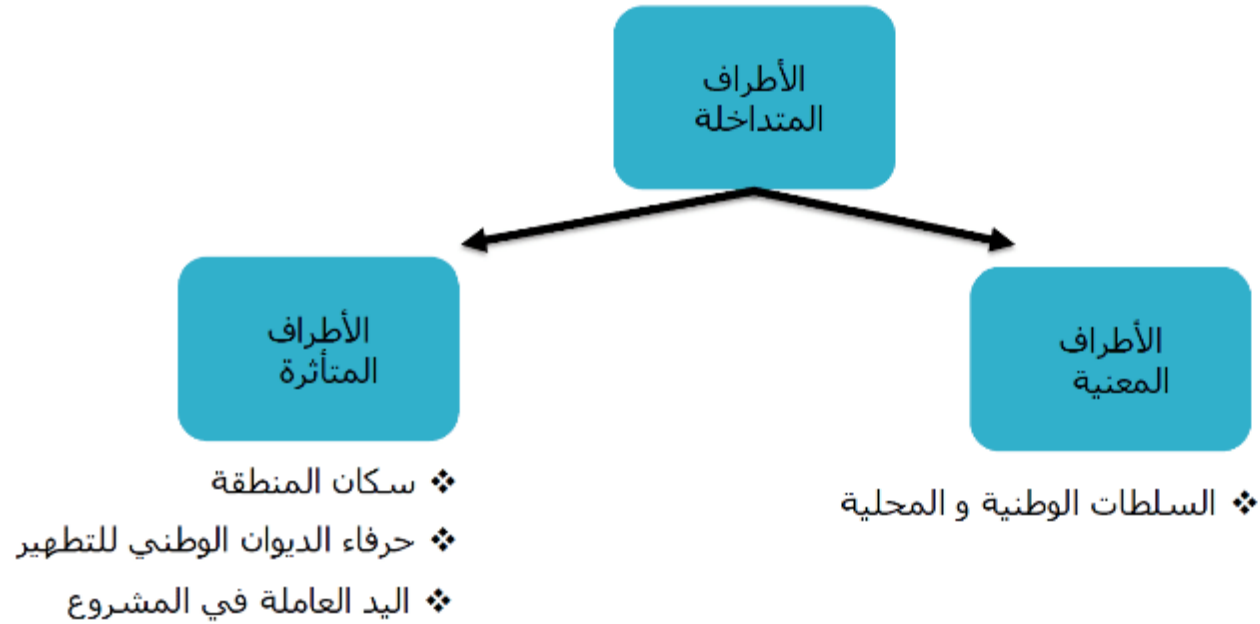 الأطراف
المتداخلة
الأطراف
المعنية
❖ السلطات الوطنية و المحلية
الأطراف
المتأثرة
❖ سكان المنطقة
❖ حرفاء الديوان الوطني للتطهير
❖ اليد العاملة في المشروع